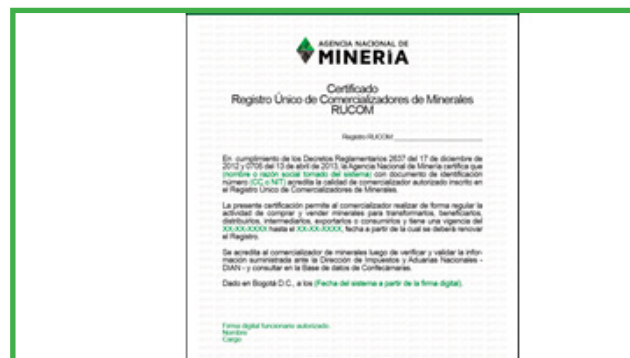 AGENCIA NACIONAL DE
MINERÍA
Certificado
Registro Único de Comercializadores de Minerales
RUCOM
Registro RUCOM
En cumplimiento de los Decretos Reglamentarios 2637 del 17 de diciembre de
2012 y 0705 del 13 de abril de 2013, la Agencia Nacional de Minería certifica que
(nombre o razón social tomado del sistema) con documento de identificación
número (CC o NIT) acredita la calidad de comercializador autorizado inscrito en
el Registro Único de Comercializadores de Minerales.
La presente certificación permite al comercializador realizar de forma regular la
actividad de comprar y vender minerales para transformarlos, beneficiarlos,
distribuirlos, intermediarlos, exportarlos o consumirlos y tiene una vigencia del
XX-XX-XXXX hasta el XX-XX-XXXX, fecha a partir de la cual se deberá renovar
el Registro.
Se acredita al comercializador de minerales luego de verificar y validar la infor-
mación suministrada ante la Dirección de Impuestos y Aduanas Nacionales -
DIAN - y consultar en la Base de datos de Confecámaras.
Dado en Bogotá D.C., a los (Fecha del sistema a partir de la firma digital).
Firma digital funcionario autorizado.
Nombre
Cargo